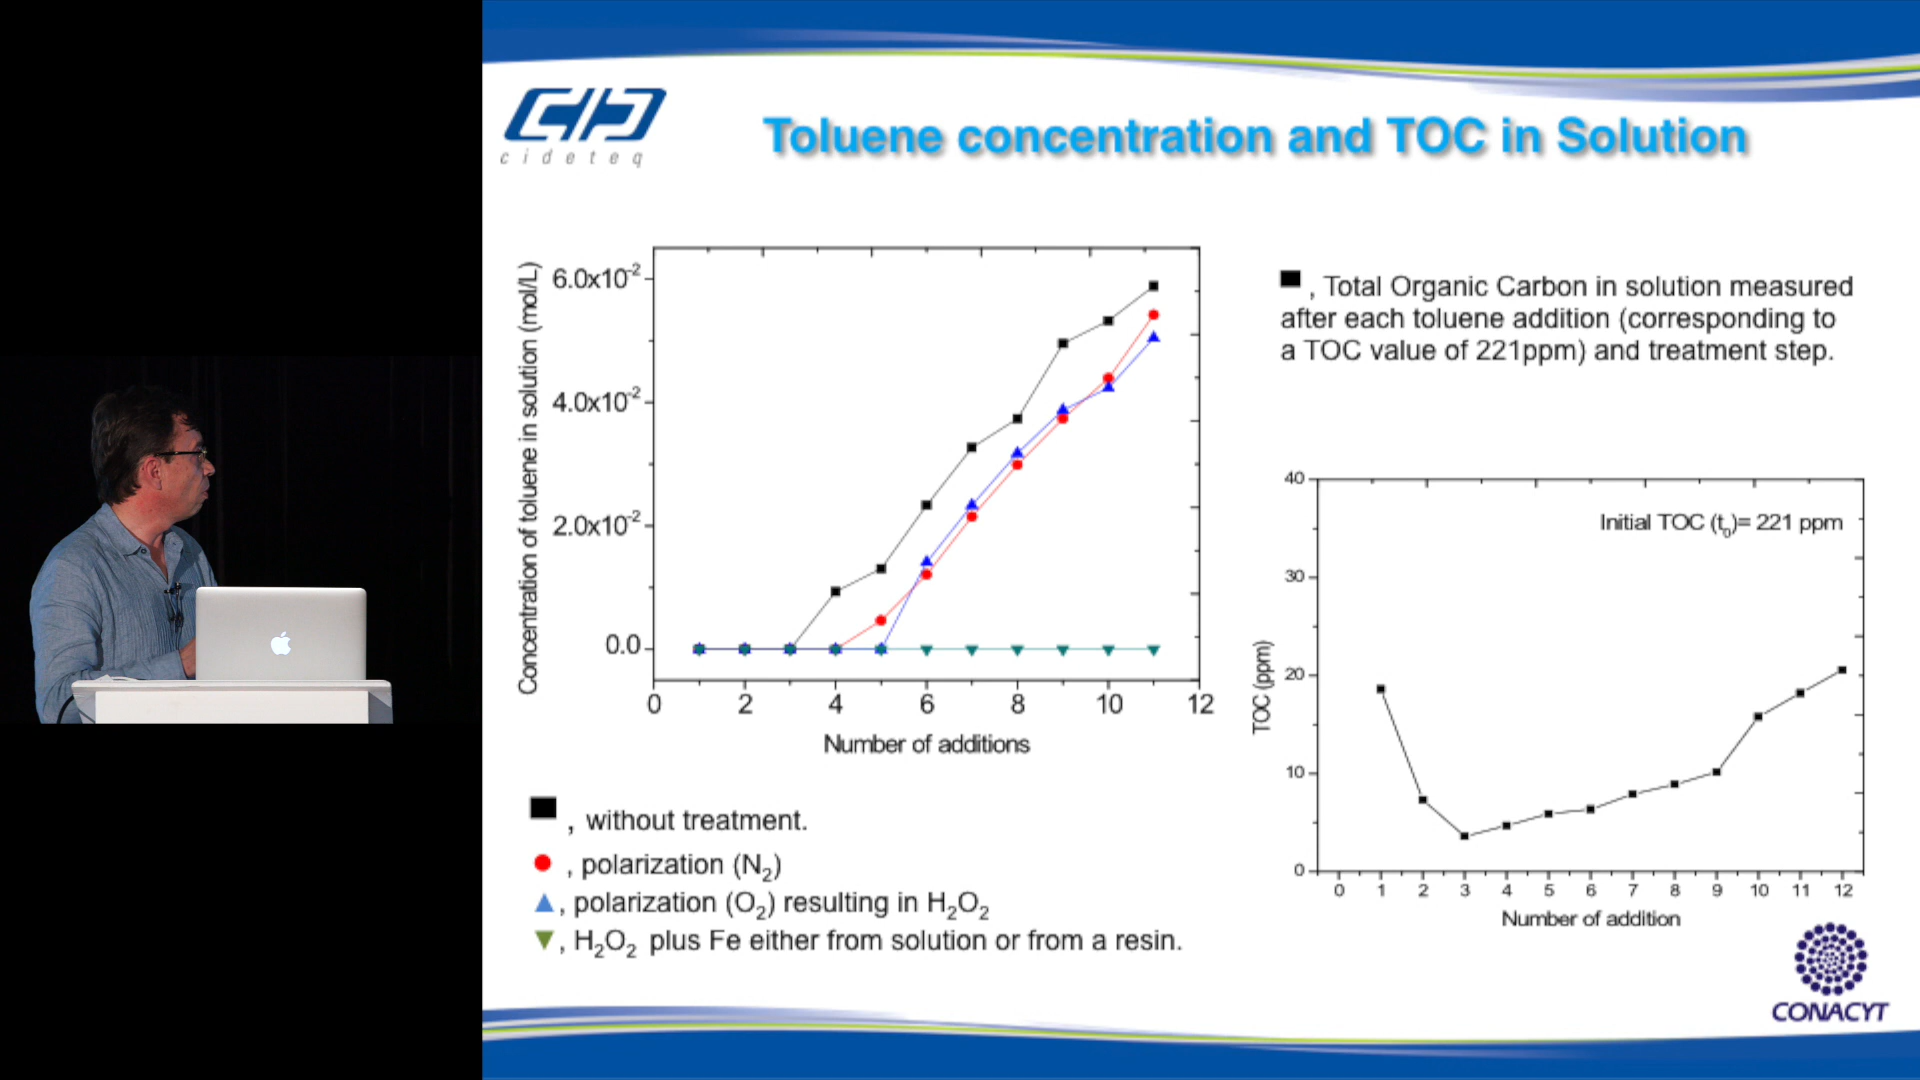 cideteq
Toluene concentration and TOC in Solution
Concentration of toluene in solution (mol/L)
6.0x10-2
4.0x10-2
2.0x10-2
0.0
0 2 4 6 8 10 12
Number of additions
■ , without treatment.
● , polarization (N2)
▲, polarization (O2) resulting in H2O2
▼, H2O2 plus Fe either from solution or from a resin.
■ , Total Organic Carbon in solution measured
after each toluene addition (corresponding to
a TOC value of 221ppm) and treatment step.
Initial TOC (t0)= 221 ppm
TOC (ppm)
40
30
20
10
0
0 1 2 3 4 5 6 7 8 9 10 11 12
Number of addition
CONACYT